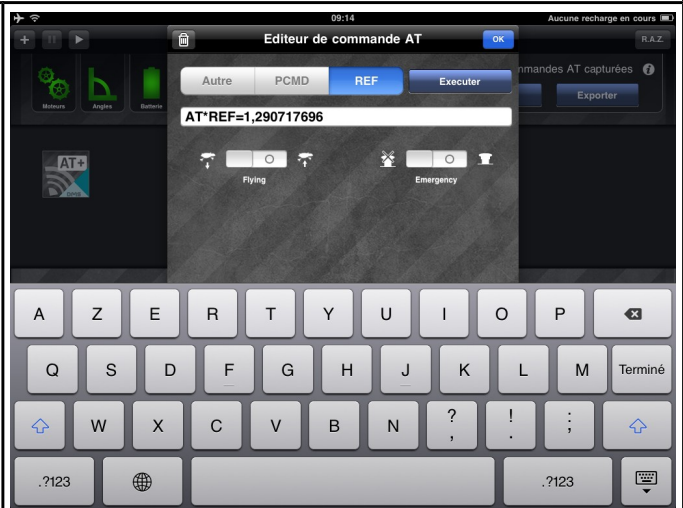 09:14
Aucune recharge en cours
Editeur de commande AT
OK
R.A.Z.
Moteurs
Angles
Batterie
mmandes AT capturées
Exporter
Autre
PCMD
REF
Executer
AT*REF=1,290717696
Flying
Emergency
AT+
A Z E R T Y U I O P
Q S D F G H J K L M Terminé
W X C V B N ? , ! . : ;
.?123
.?123